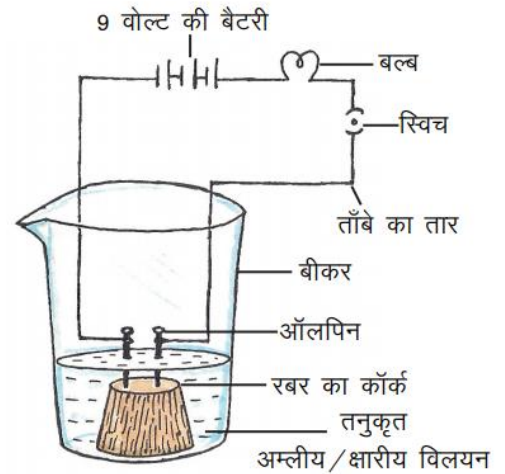 9 वोल्ट की बैटरी
बल्ब
स्विच
ताँबे का तार
बीकर
ऑलपिन
रबर का कॉर्क
तनुकृत
अम्लीय/क्षारीय विलयन